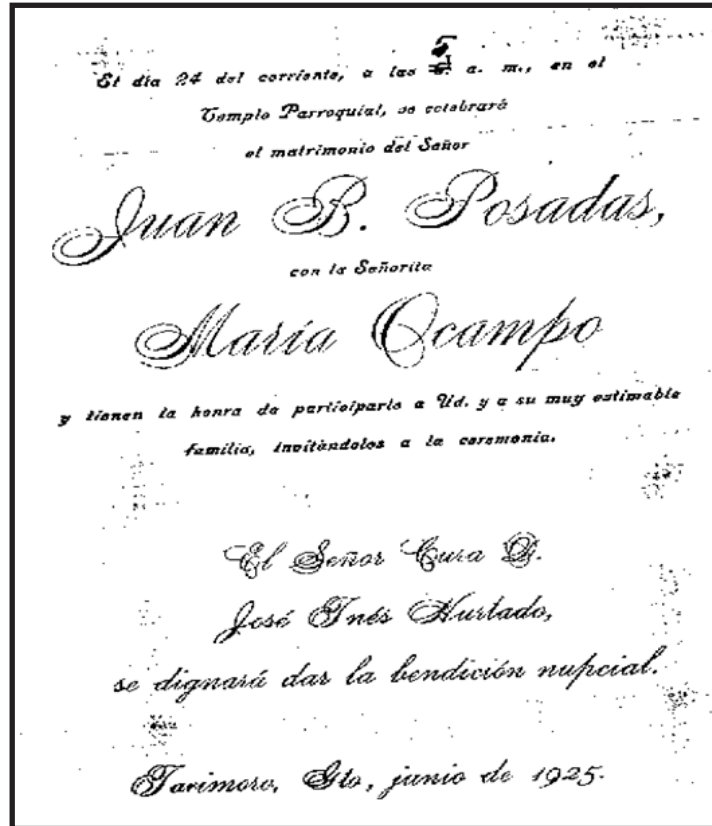 El día 24 del corriente, a las 5 a. m., en el
Templo Parroquial, se celebrará
el matrimonio del Señor
Juan B. Posadas,
con la Señorita
María Ocampo
y tienen la honra de participarlo a Ud. y a su muy estimable
familia, invitándolos a la ceremonia.
El Señor Cura D.
José Inés Hurtado,
se dignará dar la bendición nupcial.
Tarimoro, Gto, junio de 1925.